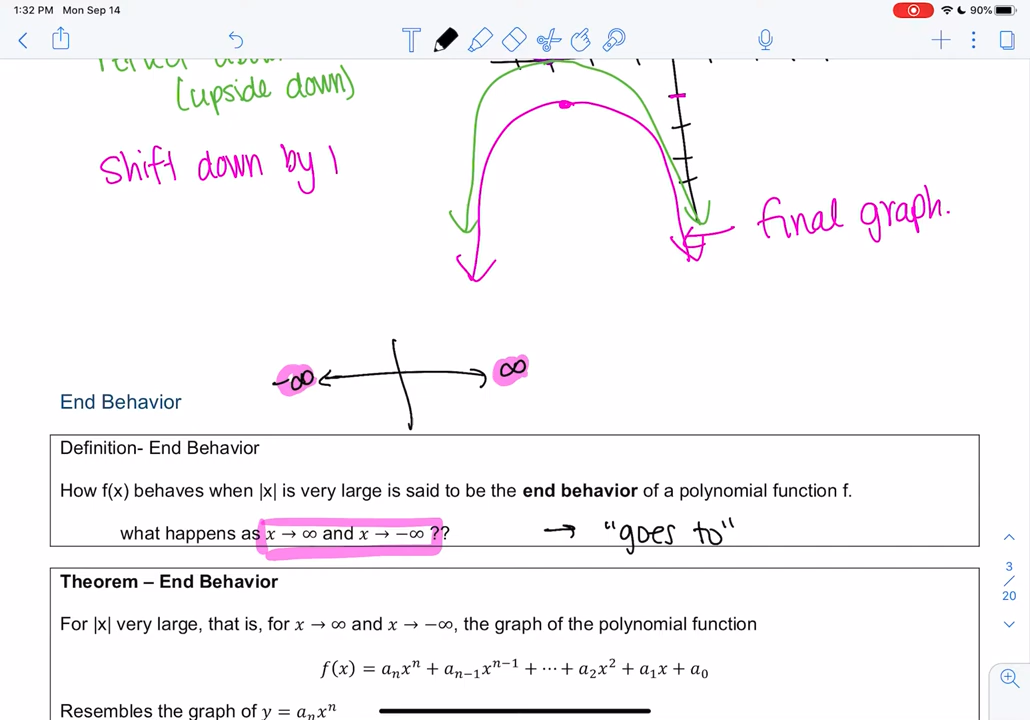 1:32 PM Mon Sep 14
90%
T
(upside down)
Shift down by 1
final graph.
-∞ ∞
End Behavior
Definition- End Behavior
How f(x) behaves when |x| is very large is said to be the end behavior of a polynomial function f.
what happens as x → ∞ and x → −∞ ??
→ "goes to"
Theorem – End Behavior
For |x| very large, that is, for x → ∞ and x → −∞, the graph of the polynomial function
f(x) = aₙxⁿ + aₙ₋₁xⁿ⁻¹ + ⋯ + a₂x² + a₁x + a₀
Resembles the graph of y = aₙxⁿ
3
/
20